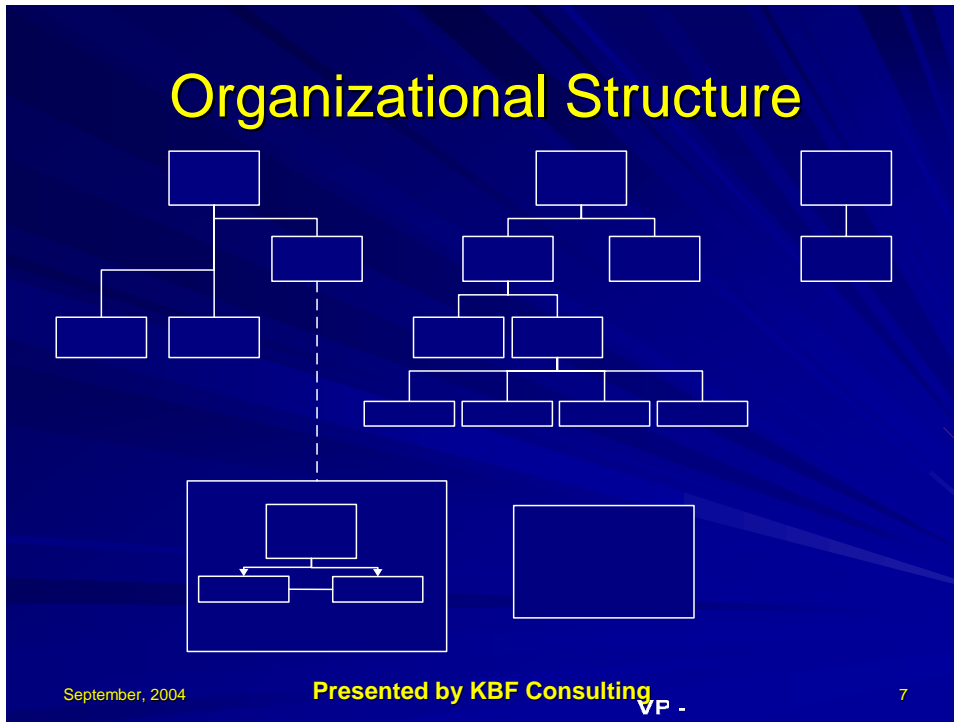 Organizational Structure
September, 2004
Presented by KBF Consulting
7
VP -